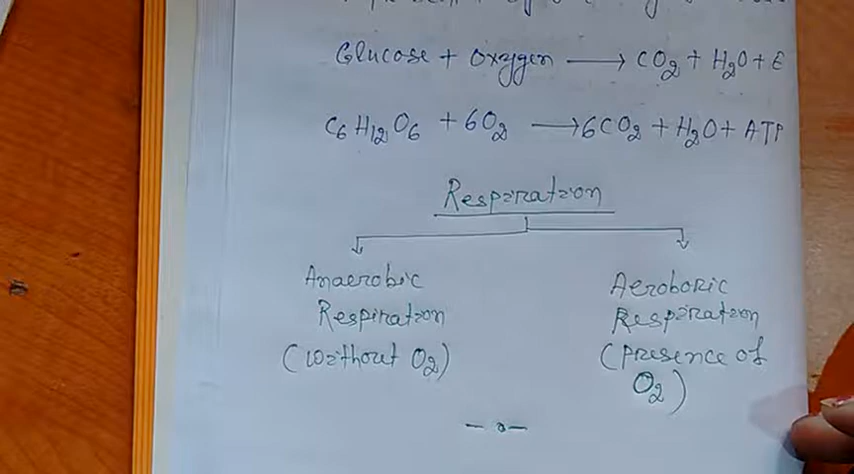 Glucose + Oxygen → CO2 + H2O + E
C6H12O6 + 6O2 → 6CO2 + H2O + ATP
Respiration
Anaerobic
Respiration
(Without O2)
Aeroboric
Respiration
(presence of
O2)